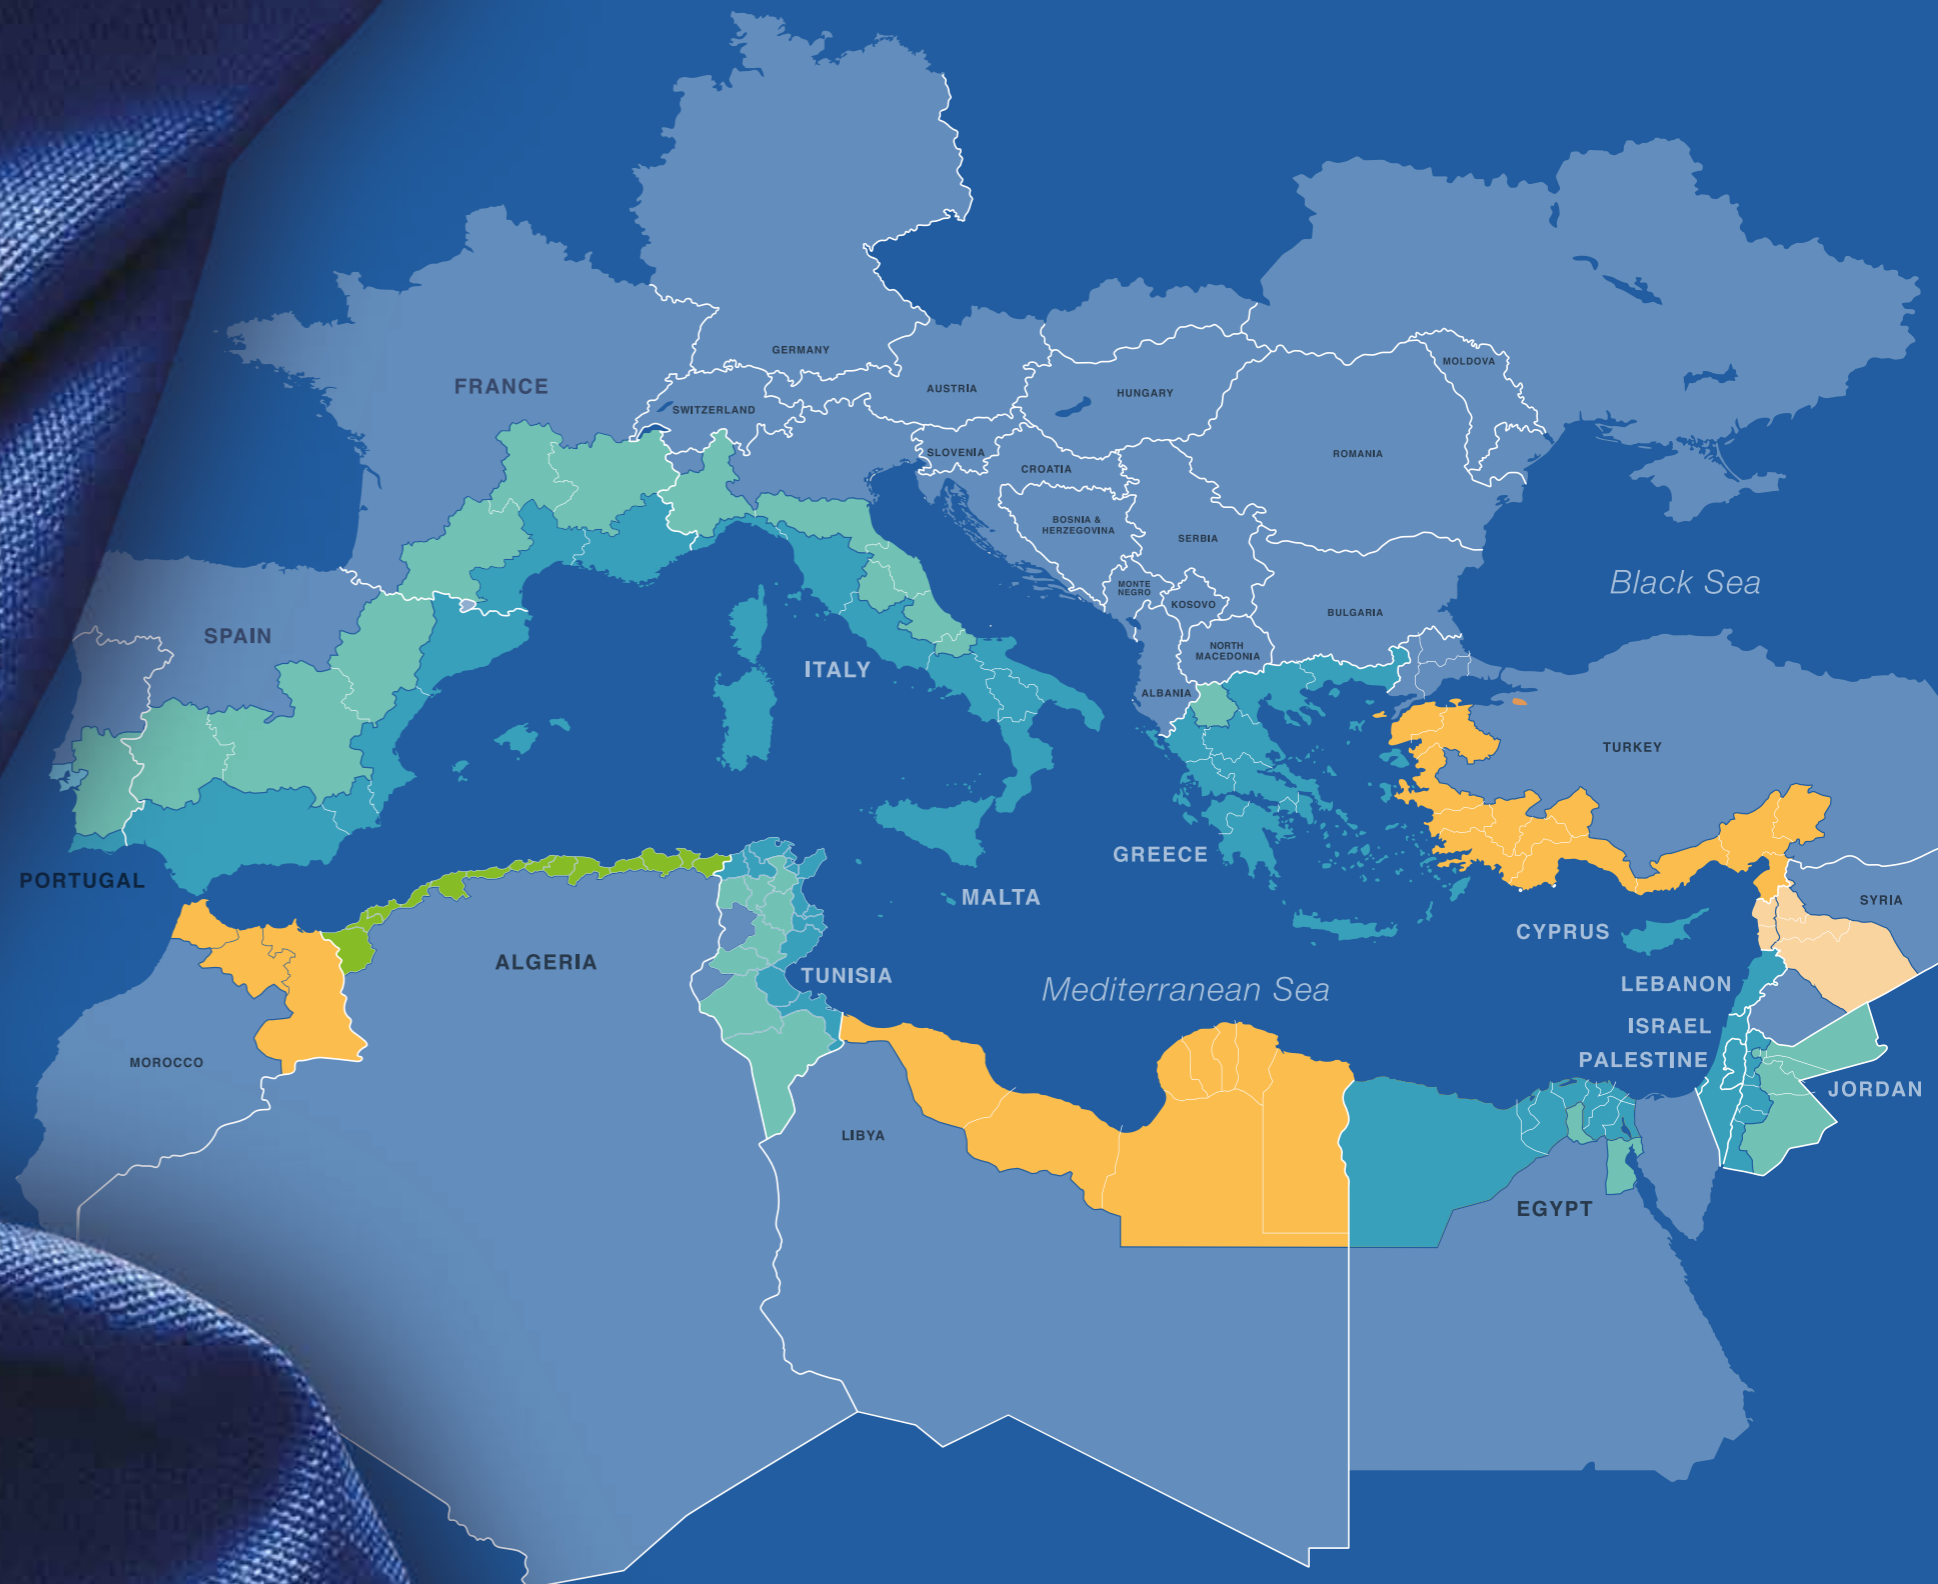 GERMANY
MOLDOVA
FRANCE
AUSTRIA
HUNGARY
SWITZERLAND
SLOVENIA
ROMANIA
CROATIA
BOSNIA &
HERZEGOVINA
SERBIA
Black Sea
MONTE
NEGRO
KOSOVO
BULGARIA
SPAIN
NORTH
MACEDONIA
ITALY
ALBANIA
TURKEY
GREECE
PORTUGAL
MALTA
SYRIA
CYPRUS
ALGERIA
TUNISIA
LEBANON
Mediterranean Sea
ISRAEL
MOROCCO
PALESTINE
JORDAN
LIBYA
EGYPT